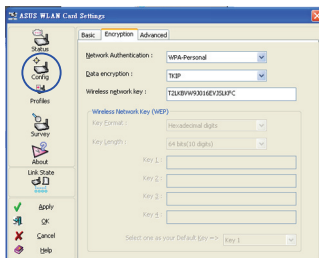 ASUS WLAN Card Settings
Status
Config
Profiles
Survey
About
Link State
Apply
OK
Cancel
Help
Basic Encryption Advanced
Network Authentication : WPA-Personal
Data encryption : TKIP
Wireless network key :
Wireless Network Key (WEP)
Key Format : Hexadecimal digits
Key Length : 64 bits(10 digits)
Key 1 :
Key 2 :
Key 3 :
Key 4 :
Select one as your Default Key => Key 1